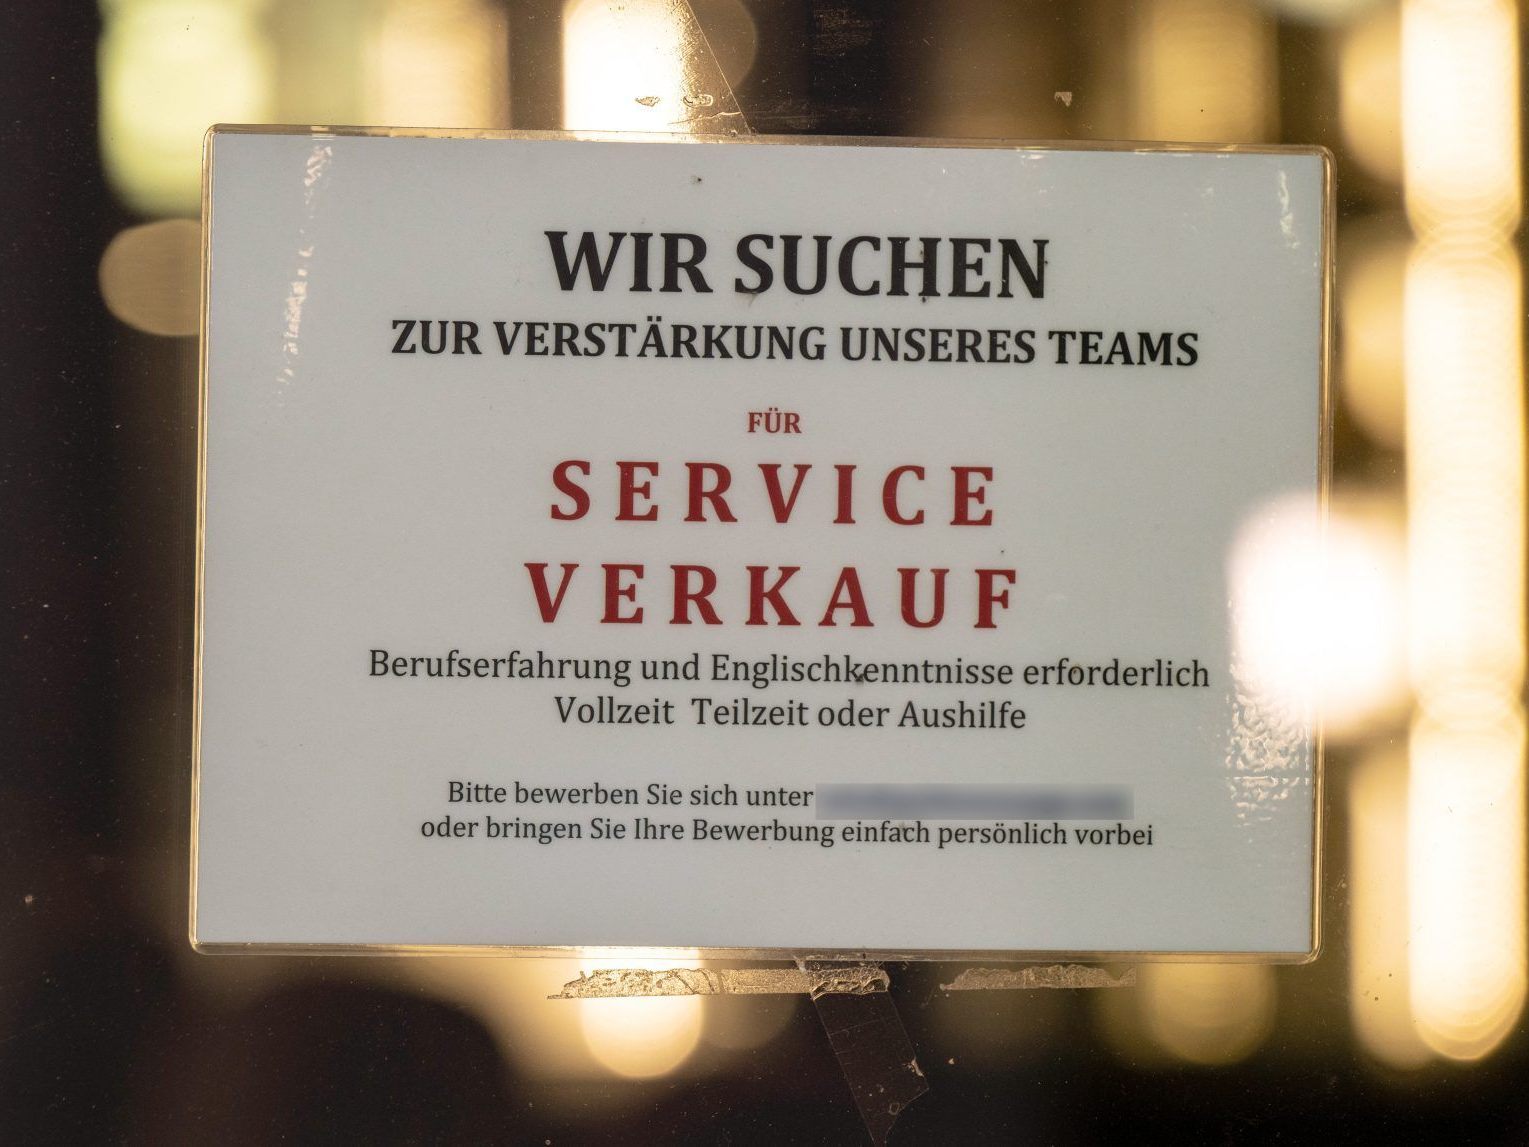 WIR SUCHEN
ZUR VERSTÄRKUNG UNSERES TEAMS
FÜR
SERVICE
VERKAUF
Berufserfahrung und Englischkenntnisse erforderlich
Vollzeit Teilzeit oder Aushilfe
Bitte bewerben Sie sich unter
oder bringen Sie Ihre Bewerbung einfach persönlich vorbei